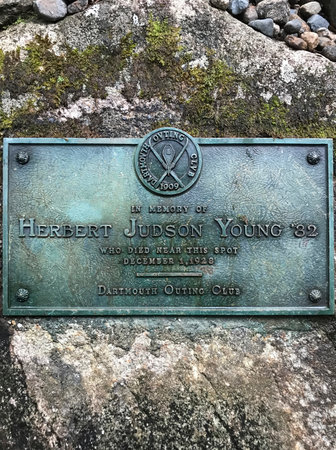 DARTMOUTH OUTING CLUB
1909
IN MEMORY OF
HERBERT JUDSON YOUNG '32
WHO DIED NEAR THIS SPOT
DECEMBER 1, 1928
DARTMOUTH OUTING CLUB